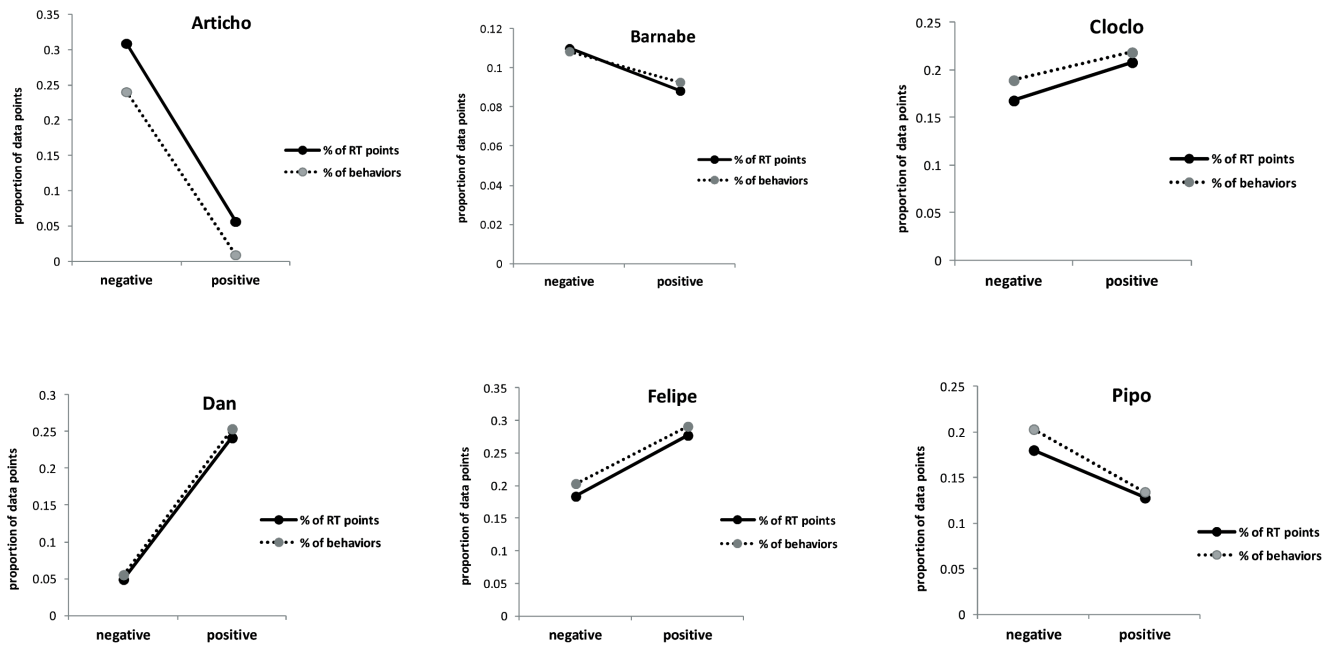 Articho
proportion of data points
0.35
0.3
0.25
0.2
0.15
0.1
0.05
0
negative positive
% of RT points
% of behaviors
Barnabe
proportion of data points
0.12
0.1
0.08
0.06
0.04
0.02
0
negative positive
% of RT points
% of behaviors
Cloclo
proportion of data points
0.25
0.2
0.15
0.1
0.05
0
negative positive
% of RT points
% of behaviors
Dan
proportion of data points
0.3
0.25
0.2
0.15
0.1
0.05
0
negative positive
% of RT points
% of behaviors
Felipe
proportion of data points
0.35
0.3
0.25
0.2
0.15
0.1
0.05
0
negative positive
% of RT points
% of behaviors
Pipo
proportion of data points
0.25
0.2
0.15
0.1
0.05
0
negative positive
% of RT points
% of behaviors